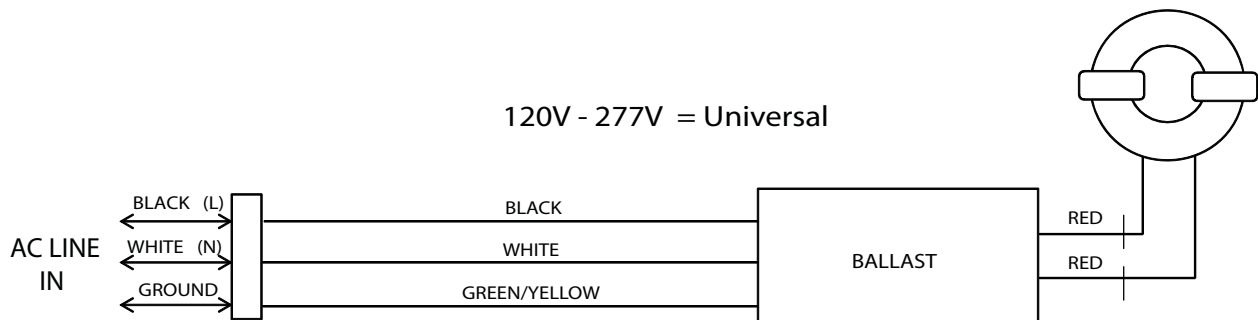 120V - 277V = Universal
BLACK (L)
BLACK
RED
AC LINE
IN
WHITE (N)
WHITE
BALLAST
RED
GROUND
GREEN/YELLOW